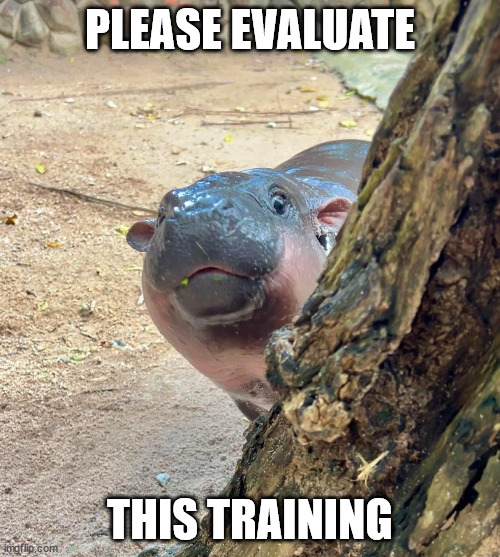 PLEASE EVALUATE
THIS TRAINING
imgflip.com